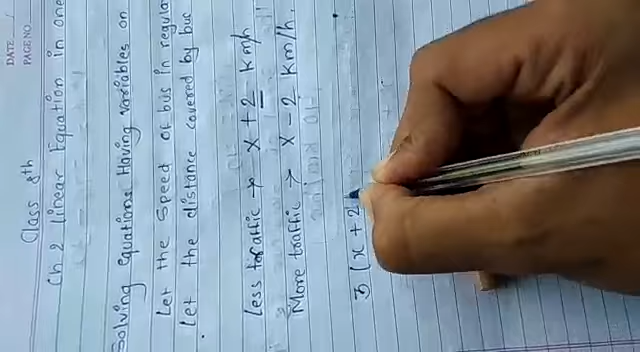 DATE /
PAGE NO.
Class 8th
Ch 2 linear Equation in one
Solving equations Having variables on
Let the speed of bus in regula
Let the distance covered by bus
Less traffic → x + 2 km/h
More traffic → x - 2 km/h.
3 (x + 2